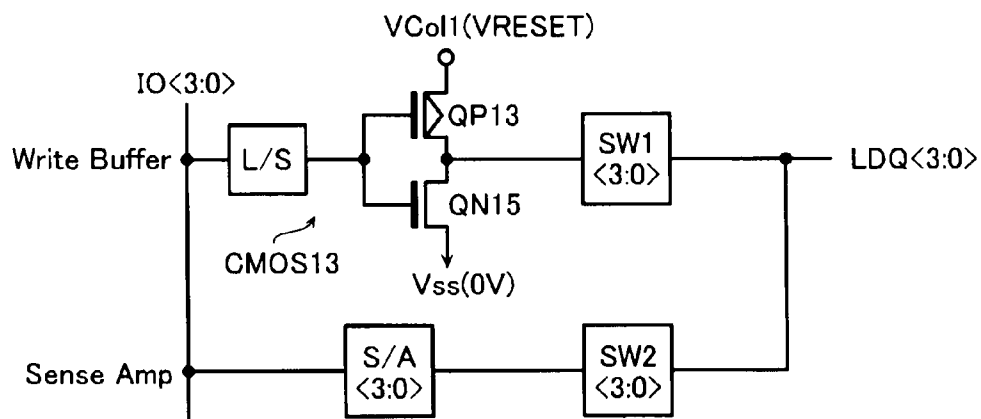 VCol1(VRESET)
IO<3:0>
QP13
Write Buffer
L/S
SW1
<3:0>
LDQ<3:0>
QN15
CMOS13
Vss(0V)
Sense Amp
S/A
<3:0>
SW2
<3:0>